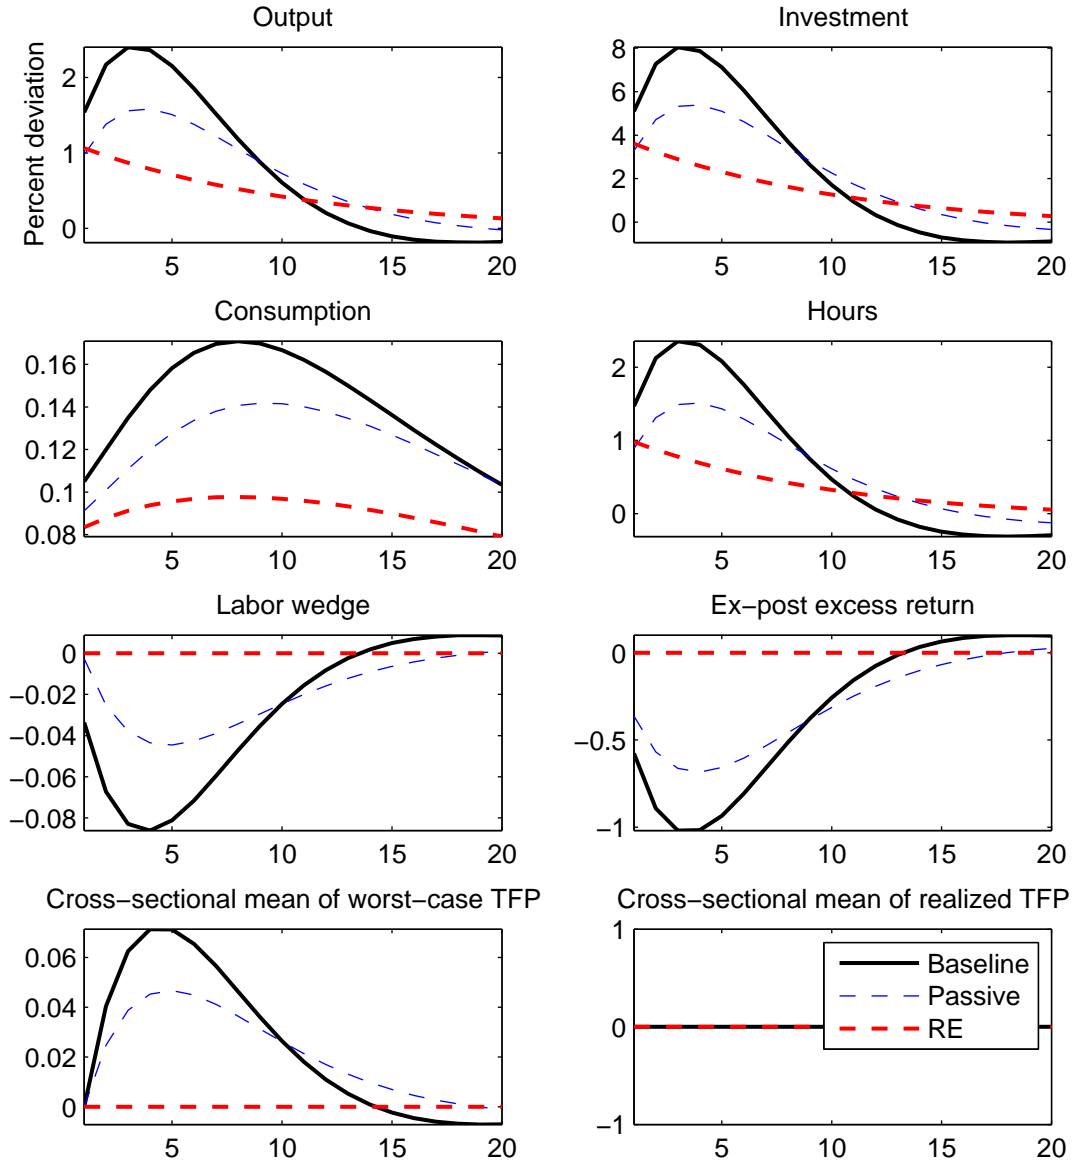 Output
Percent deviation
2
1
0
5 10 15 20
Investment
8
6
4
2
0
5 10 15 20
Consumption
0.16
0.14
0.12
0.1
0.08
5 10 15 20
Hours
2
1
0
5 10 15 20
Labor wedge
0
−0.02
−0.04
−0.06
−0.08
5 10 15 20
Ex−post excess return
0
−0.5
−1
5 10 15 20
Cross−sectional mean of worst−case TFP
0.06
0.04
0.02
0
5 10 15 20
Cross−sectional mean of realized TFP
1
0
−1
5 10 15 20
Baseline
Passive
RE